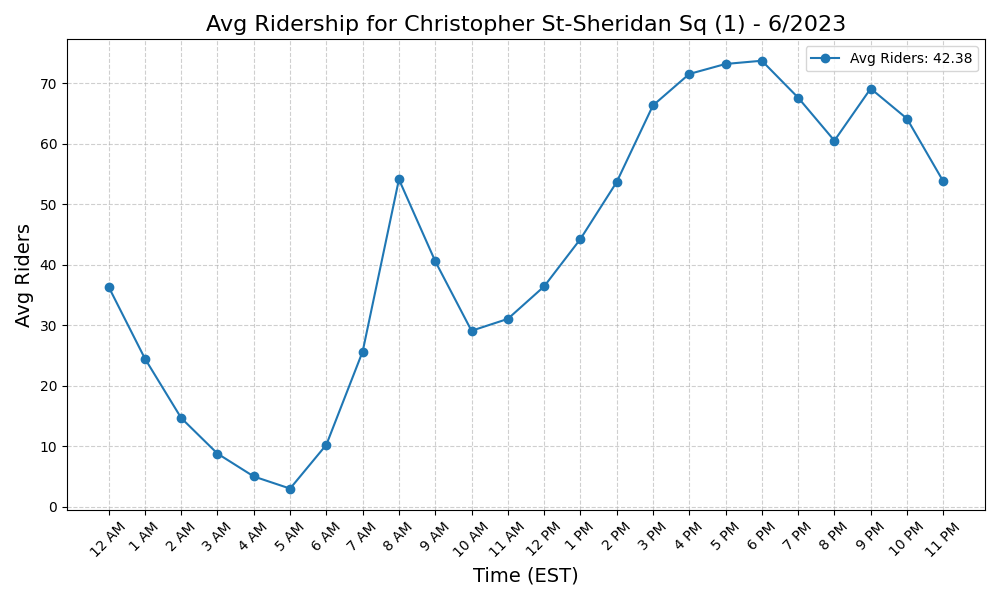 Avg Ridership for Christopher St-Sheridan Sq (1) - 6/2023
Avg Riders: 42.38
Avg Riders
70
60
50
40
30
20
10
0
12 AM
1 AM
2 AM
3 AM
4 AM
5 AM
6 AM
7 AM
8 AM
9 AM
10 AM
11 AM
12 PM
1 PM
2 PM
3 PM
4 PM
5 PM
6 PM
7 PM
8 PM
9 PM
10 PM
11 PM
Time (EST)